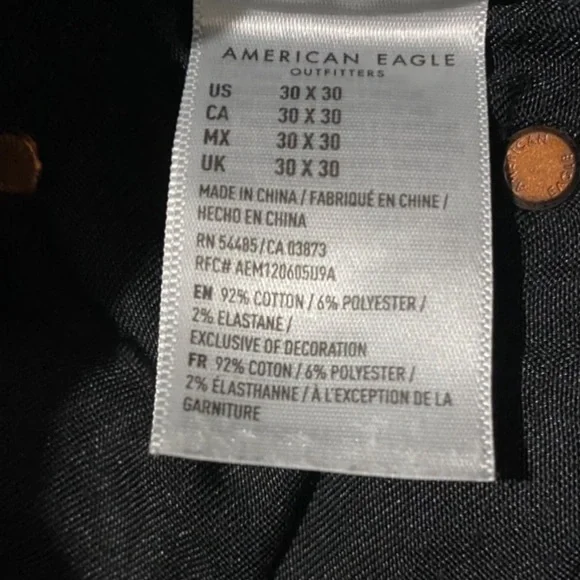 AMERICAN EAGLE
OUTFITTERS
US 30 X 30
CA 30 X 30
MX 30 X 30
UK 30 X 30
MADE IN CHINA / FABRIQUÉ EN CHINE /
HECHO EN CHINA
RN 54485/CA 03873
RFC# AEM120605U9A
EN 92% COTTON / 6% POLYESTER /
2% ELASTANE /
EXCLUSIVE OF DECORATION
FR 92% COTON / 6% POLYESTER /
2% ÉLASTHANNE / À L'EXCEPTION DE LA
GARNITURE
AMERICAN
EAGLE